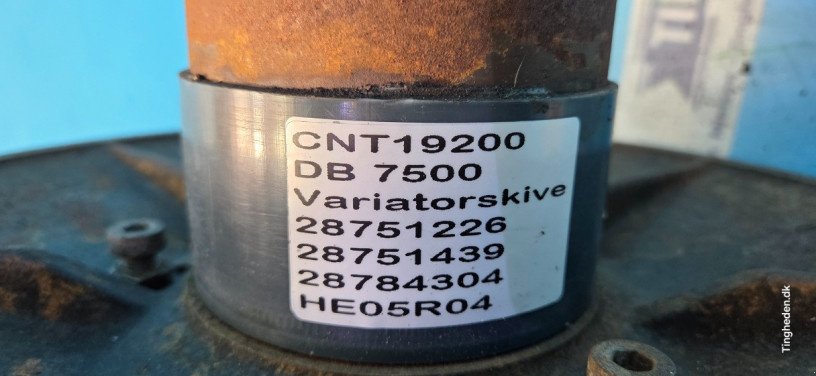 CNT19200
DB 7500
Variatorskive
28751226
28751439
28784304
HE05R04
Tingheden.dk